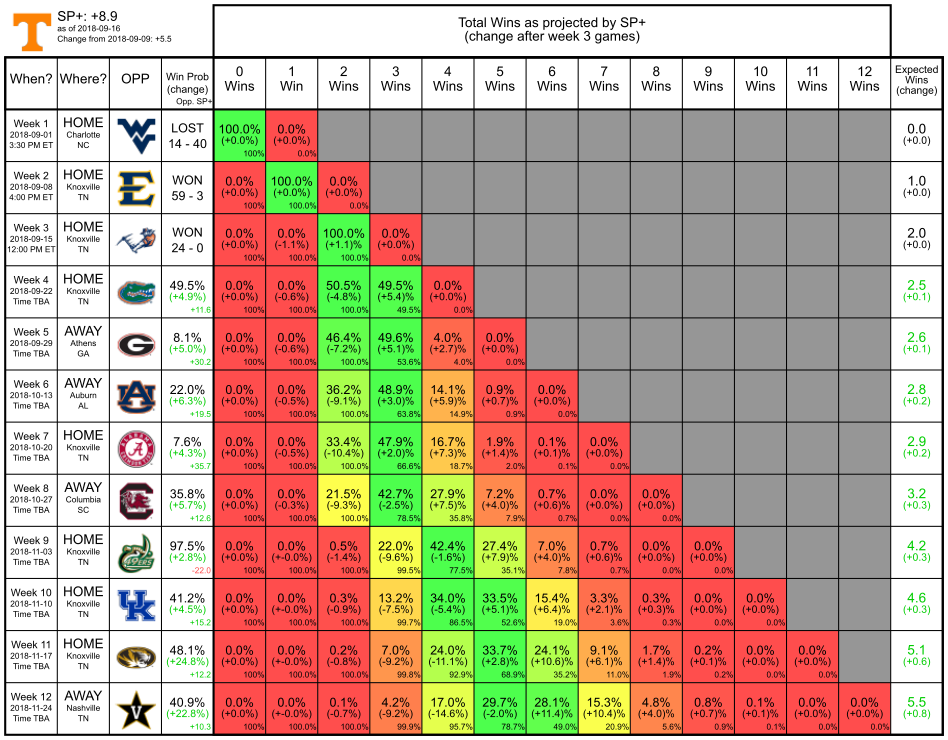 SP+: +8.9
as of 2018-09-16
Change from 2018-09-09: +5.5
Total Wins as projected by SP+
(change after week 3 games)
When? Where? OPP Win Prob (change) Opp. SP+ 0 Wins 1 Win 2 Wins 3 Wins 4 Wins 5 Wins 6 Wins 7 Wins 8 Wins 9 Wins 10 Wins 11 Wins 12 Wins Expected Wins (change)
Week 1 HOME LOST 100.0% 0.0% 0.0
2018-09-01 Charlotte 14 - 40 (+0.0%) (+0.0%) (+0.0)
3:30 PM ET NC 100% 0.0%
Week 2 HOME WON 0.0% 100.0% 0.0% 1.0
2018-09-08 Knoxville 59 - 3 (+0.0%) (+0.0%) (+0.0%) (+0.0)
4:00 PM ET TN 100% 100.0% 0.0%
Week 3 HOME WON 0.0% 0.0% 100.0% 0.0% 2.0
2018-09-15 Knoxville 24 - 0 (+0.0%) (-1.1%) (+1.1)% (+0.0%) (+0.0)
12:00 PM ET TN 100% 100.0% 100.0% 0.0%
Week 4 HOME 49.5% 0.0% 0.0% 50.5% 49.5% 0.0% 2.5
2018-09-22 Knoxville (+4.9%) (+0.0%) (-0.6%) (-4.8%) (+5.4)% (+0.0%) (+0.1)
Time TBA TN +11.6 100% 100.0% 100.0% 49.5% 0.0%
Week 5 AWAY G 8.1% 0.0% 0.0% 46.4% 49.6% 4.0% 0.0% 2.6
2018-09-29 Athens (+5.0%) (+0.0%) (-0.6%) (-7.2%) (+5.1)% (+2.7)% (+0.0%) (+0.1)
Time TBA GA +30.2 100% 100.0% 100.0% 53.6% 4.0% 0.0%
Week 6 AWAY AU 22.0% 0.0% 0.0% 36.2% 48.9% 14.1% 0.9% 0.0% 2.8
2018-10-13 Auburn (+6.3%) (+0.0%) (-0.5%) (-9.1%) (+3.0)% (+5.9)% (+0.7)% (+0.0%) (+0.2)
Time TBA AL +19.5 100% 100.0% 100.0% 63.8% 14.9% 0.9% 0.0%
Week 7 HOME A 7.6% 0.0% 0.0% 33.4% 47.9% 16.7% 1.9% 0.1% 0.0% 2.9
2018-10-20 Knoxville (+4.3%) (+0.0%) (-0.5%) (-10.4%) (+2.0)% (+7.3)% (+1.4)% (+0.1)% (+0.0%) (+0.2)
Time TBA TN +35.7 100% 100.0% 100.0% 66.6% 18.7% 2.0% 0.1% 0.0%
Week 8 AWAY 35.8% 0.0% 0.0% 21.5% 42.7% 27.9% 7.2% 0.7% 0.0% 0.0% 3.2
2018-10-27 Columbia (+5.7%) (+0.0%) (-0.3%) (-9.3%) (-2.5%) (+7.5)% (+4.0)% (+0.6)% (+0.0%) (+0.0%) (+0.3)
Time TBA SC +12.6 100% 100.0% 100.0% 78.5% 35.8% 7.9% 0.7% 0.0% 0.0%
Week 9 HOME 49ERS 97.5% 0.0% 0.0% 0.5% 22.0% 42.4% 27.4% 7.0% 0.7% 0.0% 0.0% 4.2
2018-11-03 Knoxville (+2.8%) (+0.0%) (+-0.0%) (-1.4%) (-9.6%) (-1.6%) (+7.9)% (+4.0)% (+0.6)% (+0.0%) (+0.0%) (+0.3)
Time TBA TN -22.0 100% 100.0% 100.0% 99.5% 77.5% 35.1% 7.8% 0.7% 0.0% 0.0%
Week 10 HOME UK 41.2% 0.0% 0.0% 0.3% 13.2% 34.0% 33.5% 15.4% 3.3% 0.3% 0.0% 0.0% 4.6
2018-11-10 Knoxville (+4.5%) (+0.0%) (+-0.0%) (-0.9%) (-7.5%) (-5.4%) (+5.1)% (+6.4)% (+2.1)% (+0.3)% (+0.0%) (+0.0%) (+0.3)
Time TBA TN +15.2 100% 100.0% 100.0% 99.7% 86.5% 52.6% 19.0% 3.6% 0.3% 0.0% 0.0%
Week 11 HOME 48.1% 0.0% 0.0% 0.2% 7.0% 24.0% 33.7% 24.1% 9.1% 1.7% 0.2% 0.0% 0.0% 5.1
2018-11-17 Knoxville (+24.8%) (+0.0%) (+-0.0%) (-0.8%) (-9.2%) (-11.1%) (+2.8)% (+10.6)% (+6.1)% (+1.4)% (+0.1)% (+0.0%) (+0.0%) (+0.6)
Time TBA TN +12.2 100% 100.0% 100.0% 99.8% 92.9% 68.9% 35.2% 11.0% 1.9% 0.2% 0.0% 0.0%
Week 12 AWAY V 40.9% 0.0% 0.0% 0.1% 4.2% 17.0% 29.7% 28.1% 15.3% 4.8% 0.8% 0.1% 0.0% 0.0% 5.5
2018-11-24 Nashville (+22.8%) (+0.0%) (+-0.0%) (-0.7%) (-9.2%) (-14.6%) (-2.0%) (+11.4)% (+10.4)% (+4.0)% (+0.7)% (+0.1)% (+0.0%) (+0.0%) (+0.8)
Time TBA TN +10.3 100% 100.0% 100.0% 99.9% 95.7% 78.7% 49.0% 20.9% 5.6% 0.9% 0.1% 0.0% 0.0%